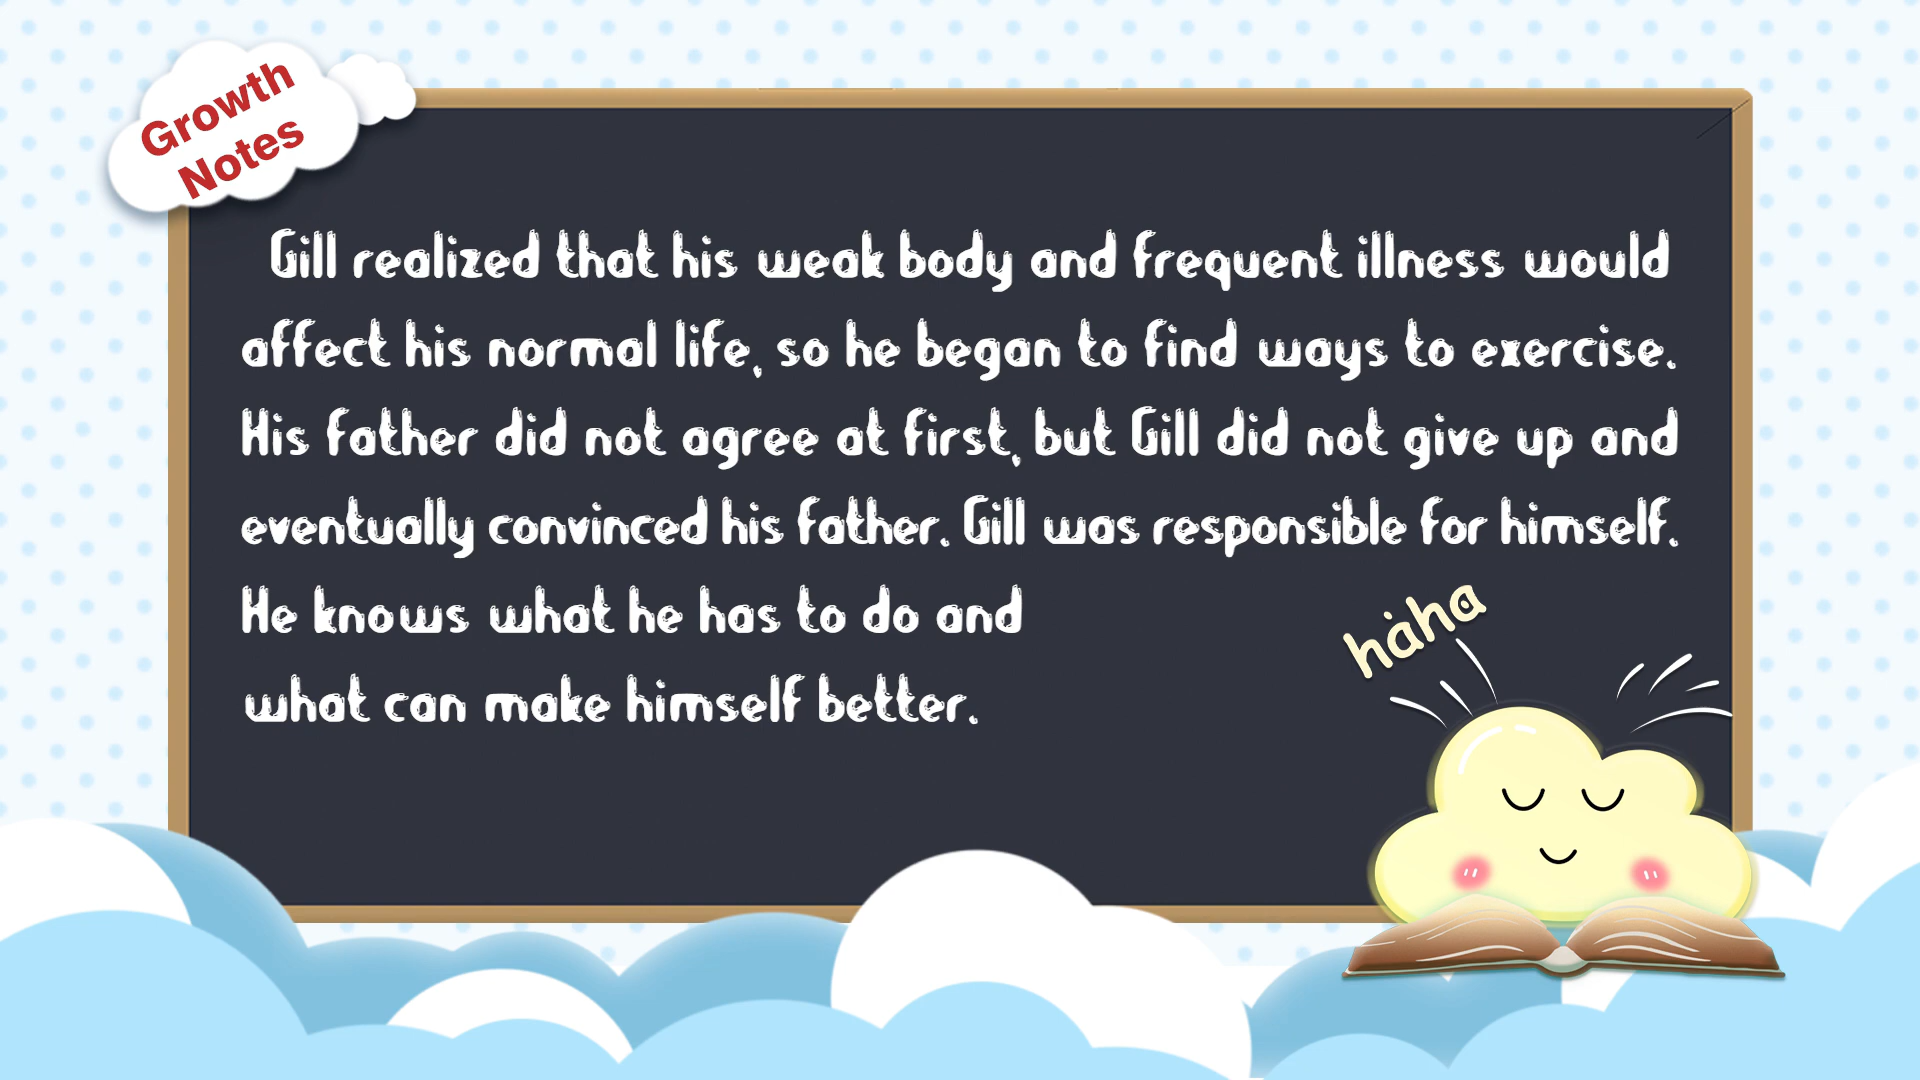 Growth
Notes
Gill realized that his weak body and frequent illness would
affect his normal life, so he began to find ways to exercise.
His father did not agree at first, but Gill did not give up and
eventually convinced his father. Gill was responsible for himself.
He knows what he has to do and
what can make himself better.
haha